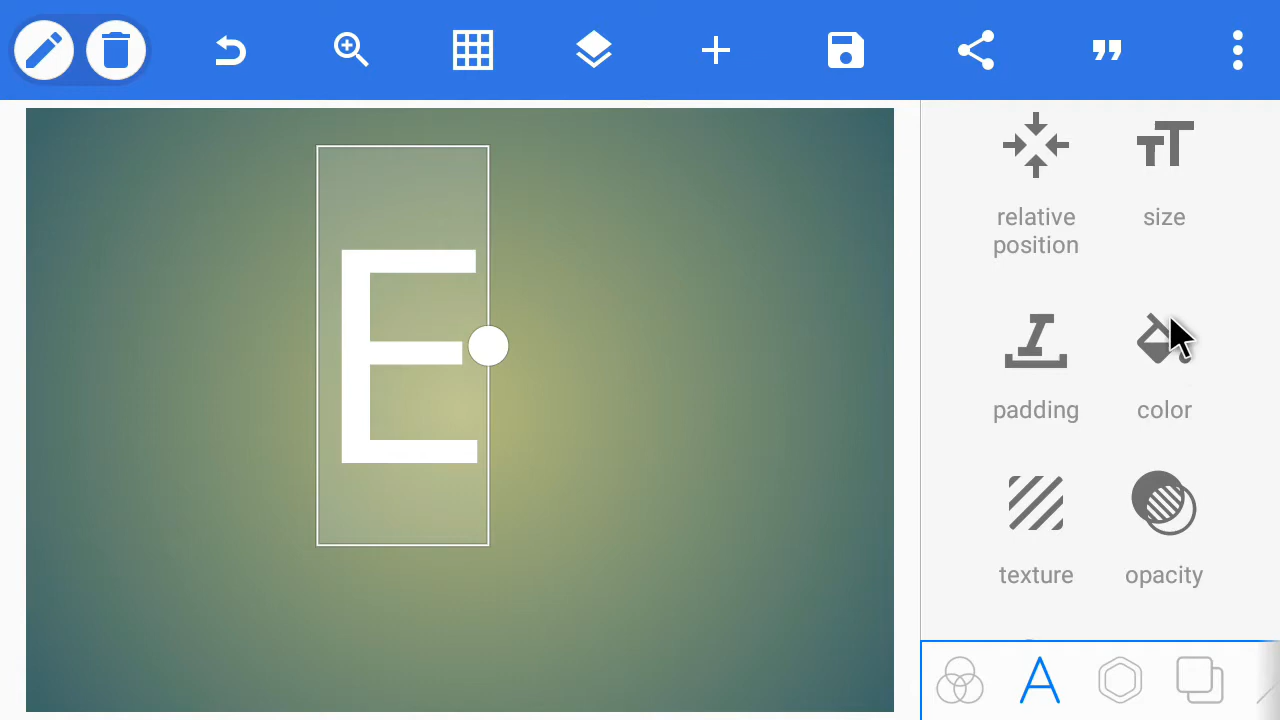 relative
position
size
E
padding
color
texture
opacity